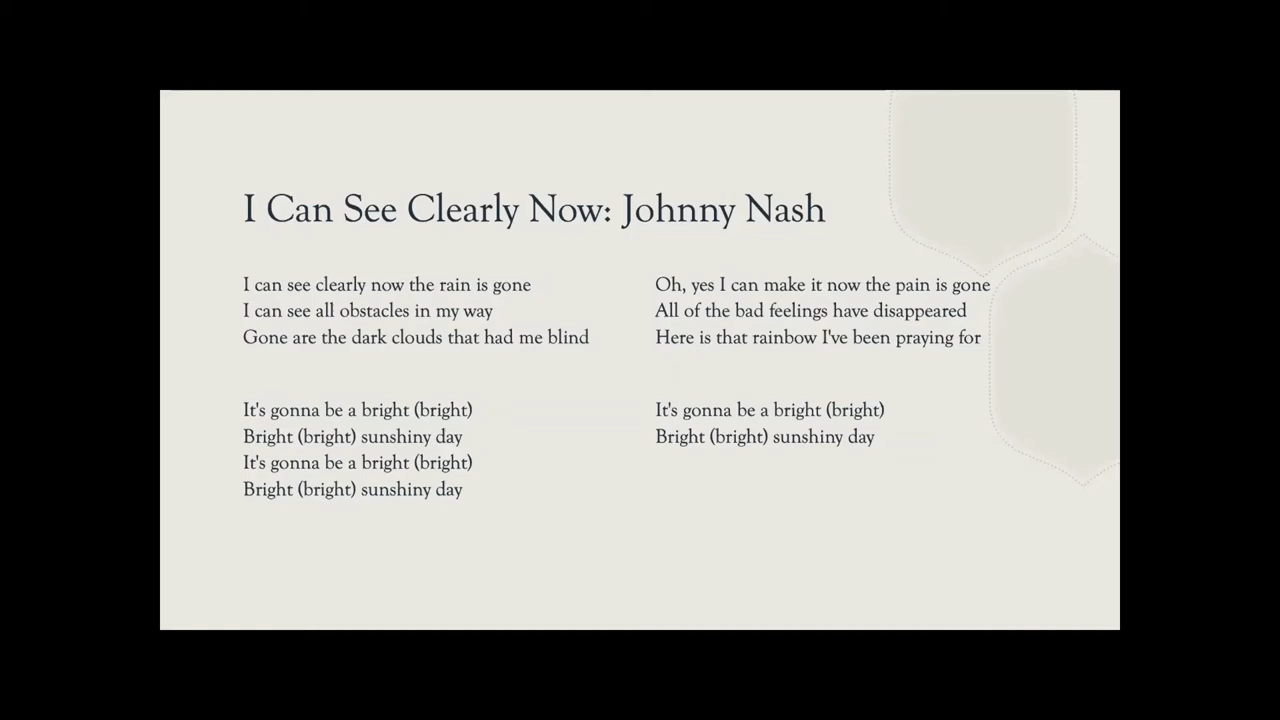 I Can See Clearly Now: Johnny Nash
I can see clearly now the rain is gone
I can see all obstacles in my way
Gone are the dark clouds that had me blind
It's gonna be a bright (bright)
Bright (bright) sunshiny day
It's gonna be a bright (bright)
Bright (bright) sunshiny day
Oh, yes I can make it now the pain is gone
All of the bad feelings have disappeared
Here is that rainbow I've been praying for
It's gonna be a bright (bright)
Bright (bright) sunshiny day